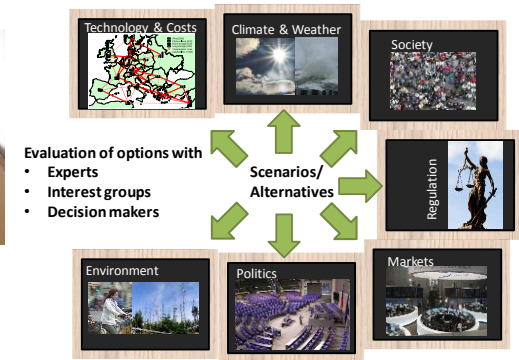 Technology & Costs
Climate & Weather
Society
Evaluation of options with
• Experts
• Interest groups
• Decision makers
Scenarios/
Alternatives
Regulation
Environment
Politics
Markets